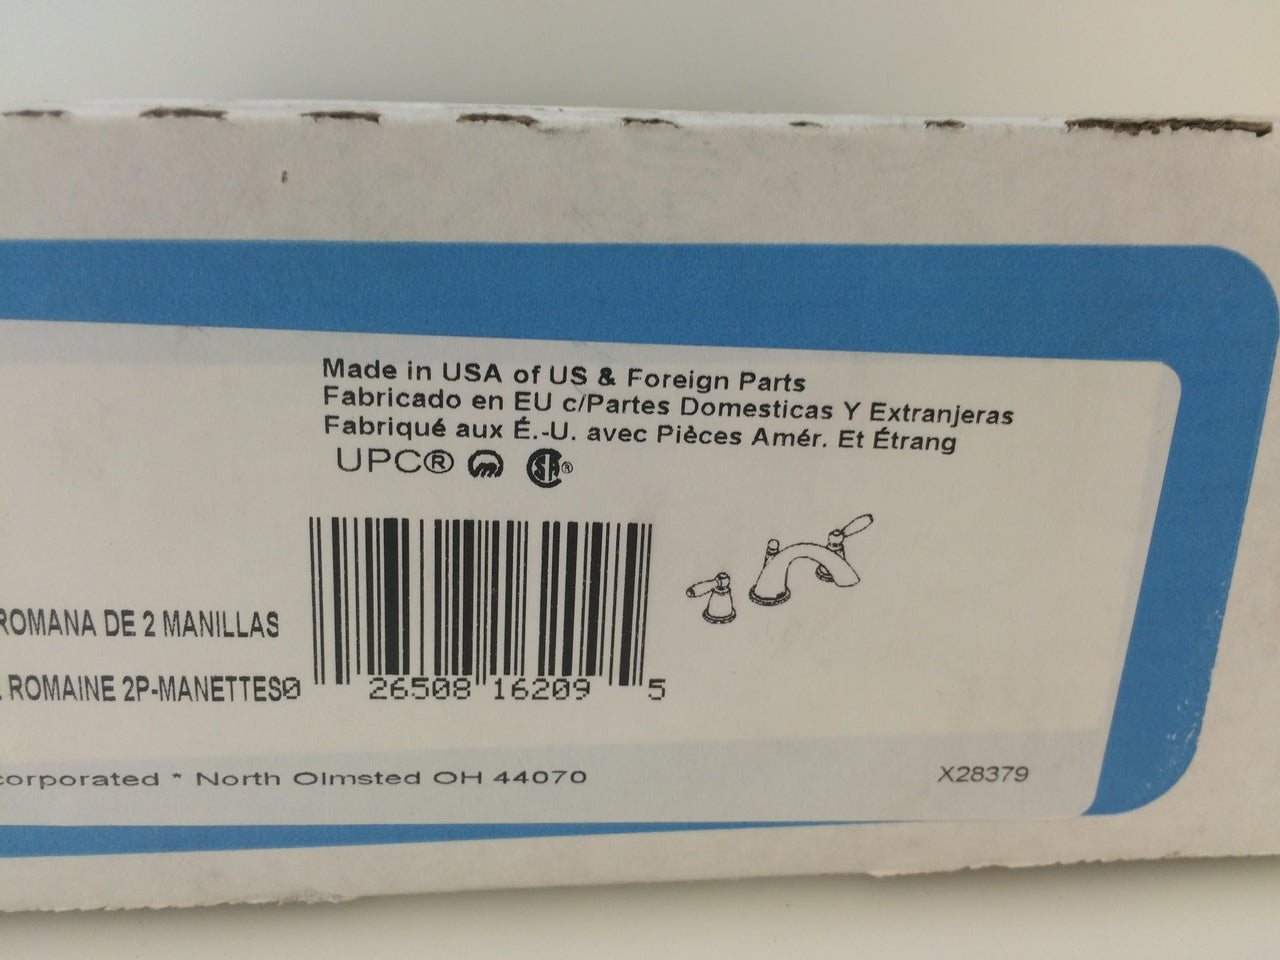 Made in USA of US & Foreign Parts
Fabricado en EU c/Partes Domesticas Y Extranjeras
Fabriqué aux É.-U. avec Pièces Amér. Et Étrang
UPC®
ROMANA DE 2 MANILLAS
ROMAINE 2P-MANETTES
0 26508 16209 5
corporated * North Olmsted OH 44070
X28379